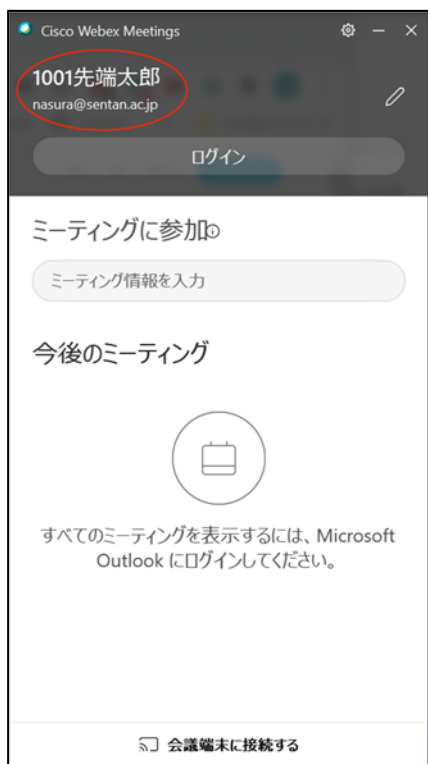 Cisco Webex Meetings
1001先端太郎
nasura@sentan.ac.jp
ログイン
ミーティングに参加
ミーティング情報を入力
今後のミーティング
すべてのミーティングを表示するには、Microsoft
Outlook にログインしてください。
会議端末に接続する